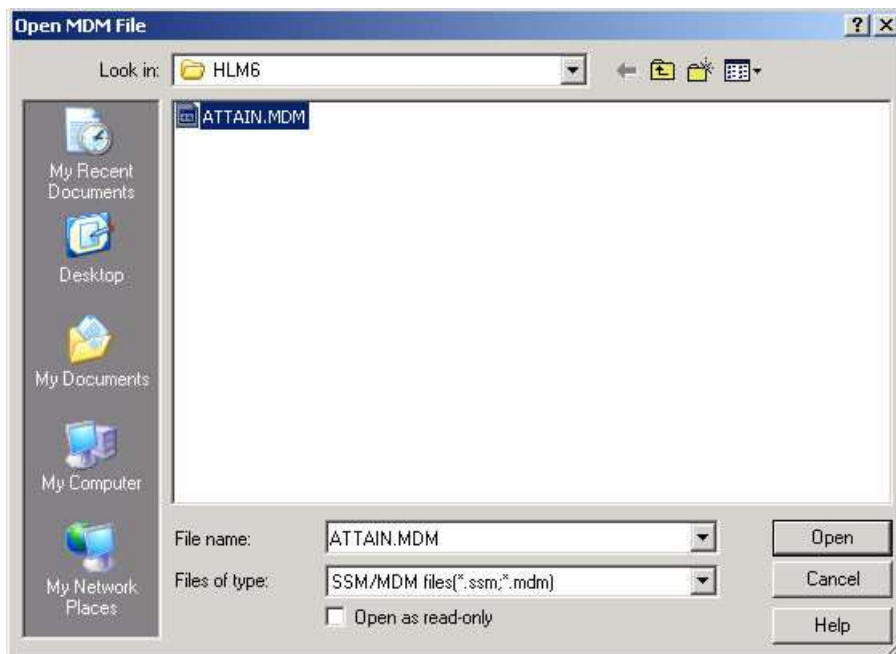 Open MDM File
Look in:
HLM6
ATTAIN.MDM
My Recent
Documents
Desktop
My Documents
My Computer
My Network
Places
File name:
ATTAIN.MDM
Open
Files of type:
SSM/MDM files(*.ssm;*.mdm)
Cancel
Open as read-only
Help